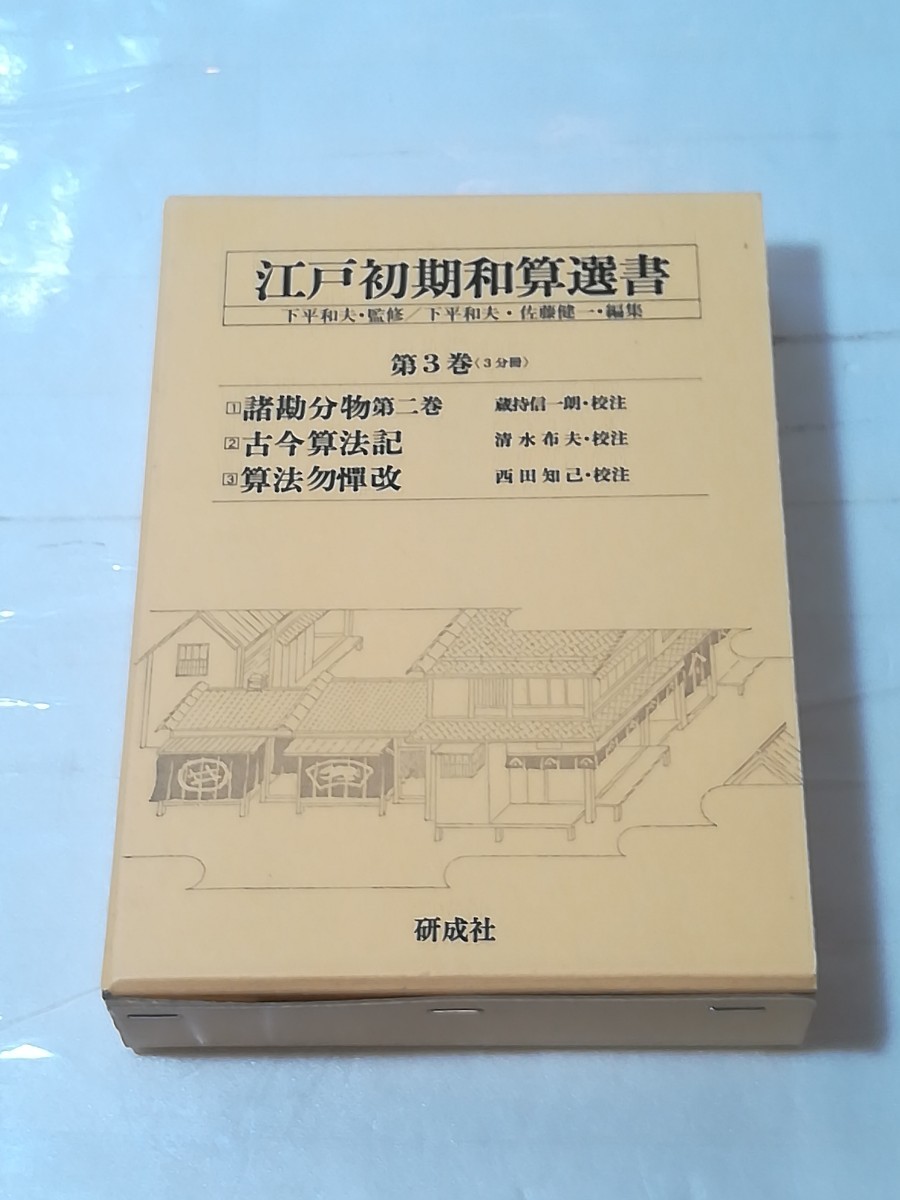 江戸初期和算選書
下平和夫・監修／下平和夫・佐藤健一・編集
第3巻〈3分冊〉
1 諸勘分物第二巻 蔵持信一朗・校注
2 古今算法記 清水布夫・校注
3 算法勿憚改 西田知己・校注
研成社